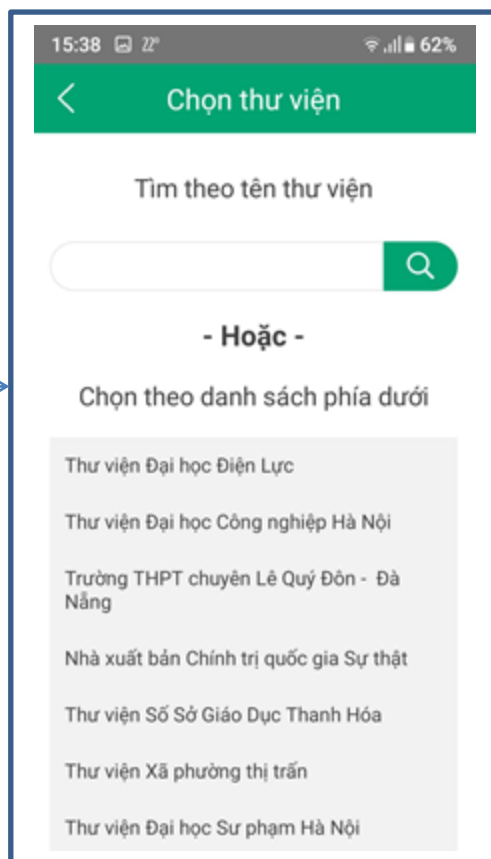 15:38 22° 62%
Chọn thư viện
Tìm theo tên thư viện
- Hoặc -
Chọn theo danh sách phía dưới
Thư viện Đại học Điện Lực
Thư viện Đại học Công nghiệp Hà Nội
Trường THPT chuyên Lê Quý Đôn - Đà
Nẵng
Nhà xuất bản Chính trị quốc gia Sự thật
Thư viện Số Sở Giáo Dục Thanh Hóa
Thư viện Xã phường thị trấn
Thư viện Đại học Sư phạm Hà Nội